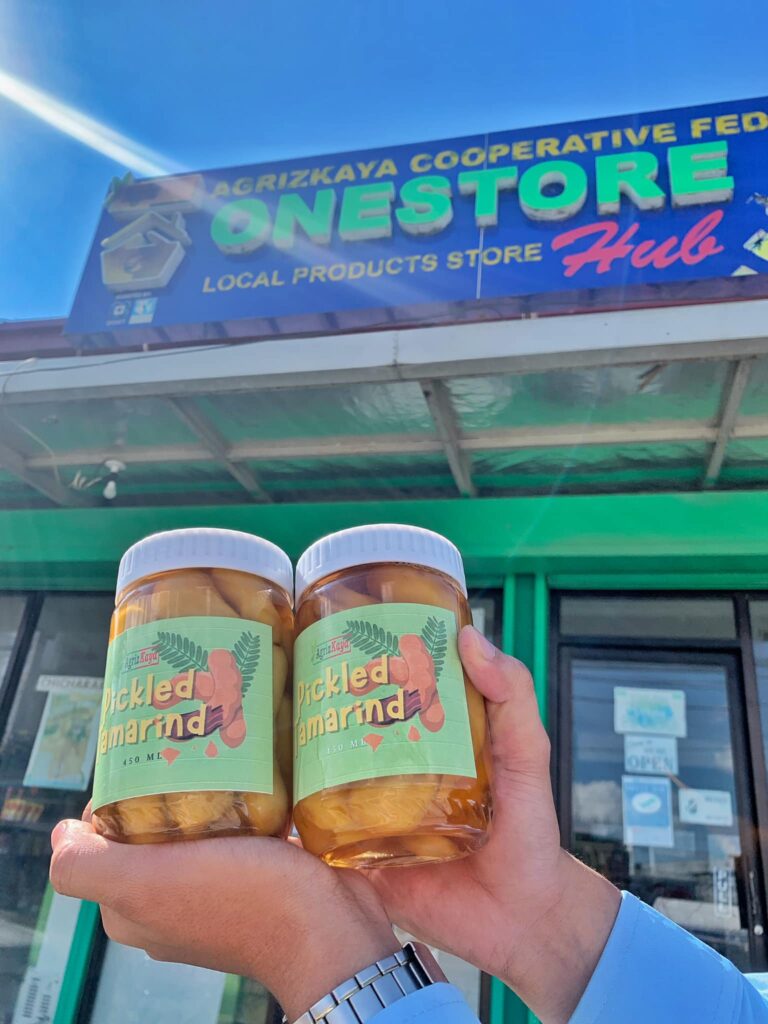 AGRIZKAYA COOPERATIVE FED
ONESTORE
LOCAL PRODUCTS STORE Hub
AgrizKaya
Pickled
Tamarind
450 ML
AgrizKaya
Pickled
Tamarind
450 ML
CHICHARAP
OPEN